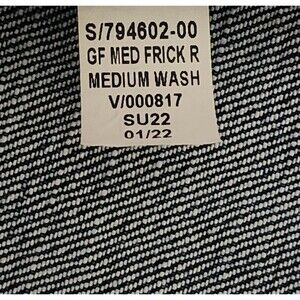 S/794602-00
GF MED FRICK R
MEDIUM WASH
V/000817
SU22
01/22